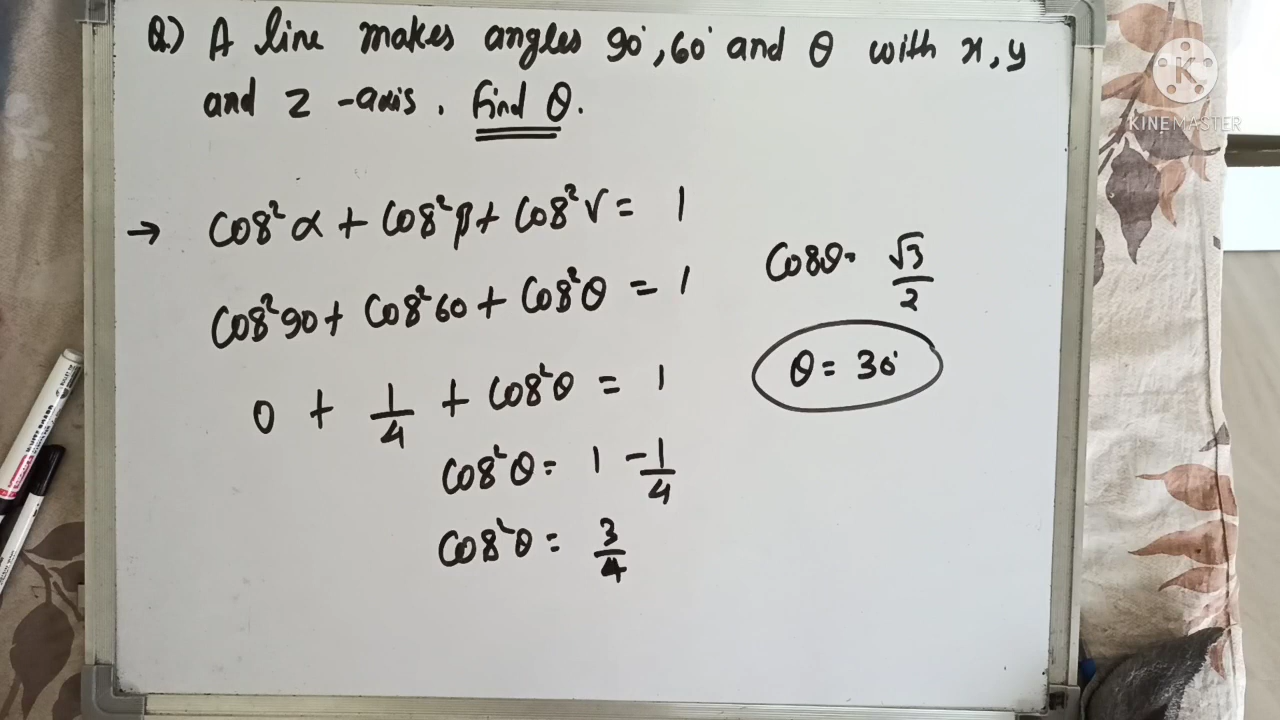 Q.) A line makes angles 90°, 60° and θ with x, y
and z -axis. Find θ.
→ cos²α + cos²β + cos²γ = 1
cos²90 + cos²60 + cos²θ = 1
0 + 1/4 + cos²θ = 1
cos²θ = 1 - 1/4
cos²θ = 3/4
cosθ = √3/2
θ = 30°
KINEMASTER